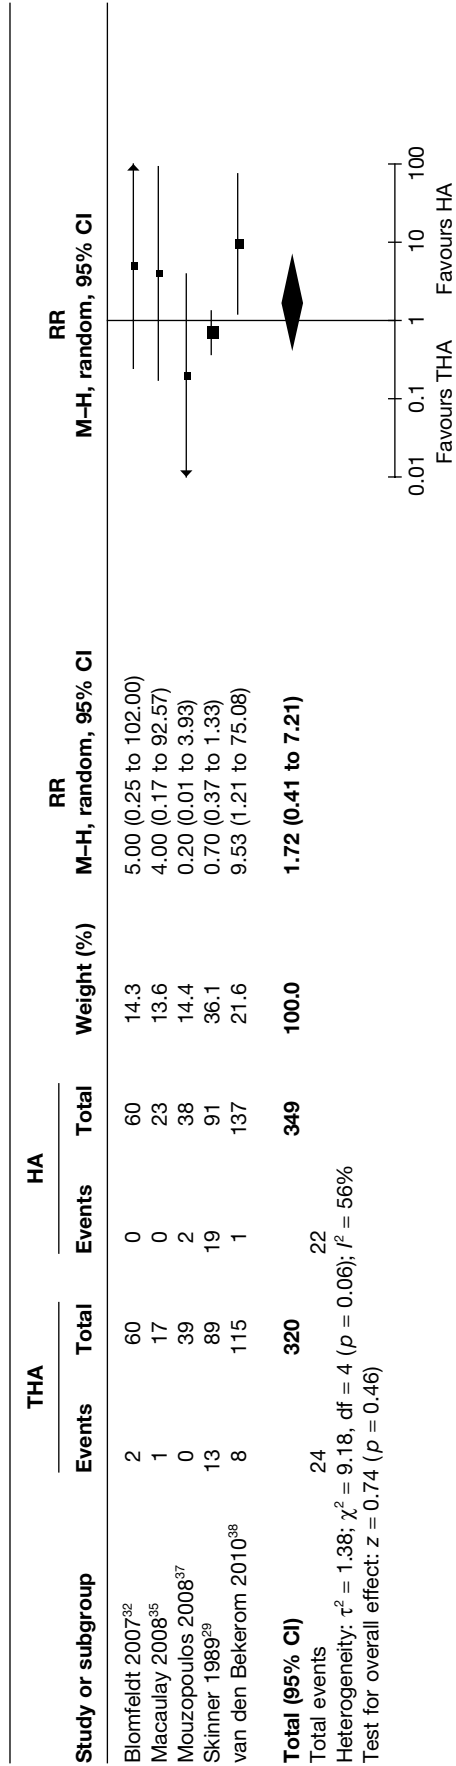 THA HA RR RR
Study or subgroup Events Total Events Total Weight (%) M–H, random, 95% CI M–H, random, 95% CI
Blomfeldt 2007³² 2 60 0 60 14.3 5.00 (0.25 to 102.00)
Macaulay 2008³⁵ 1 17 0 23 13.6 4.00 (0.17 to 92.57)
Mouzopoulos 2008³⁷ 0 39 2 38 14.4 0.20 (0.01 to 3.93)
Skinner 1989²⁹ 13 89 19 91 36.1 0.70 (0.37 to 1.33)
van den Bekerom 2010³⁸ 8 115 1 137 21.6 9.53 (1.21 to 75.08)
Total (95% CI) 320 349 100.0 1.72 (0.41 to 7.21)
Total events 24 22
Heterogeneity: τ² = 1.38; χ² = 9.18, df = 4 (p = 0.06); I² = 56%
Test for overall effect: z = 0.74 (p = 0.46)
0.01 0.1 1 10 100
Favours THA Favours HA